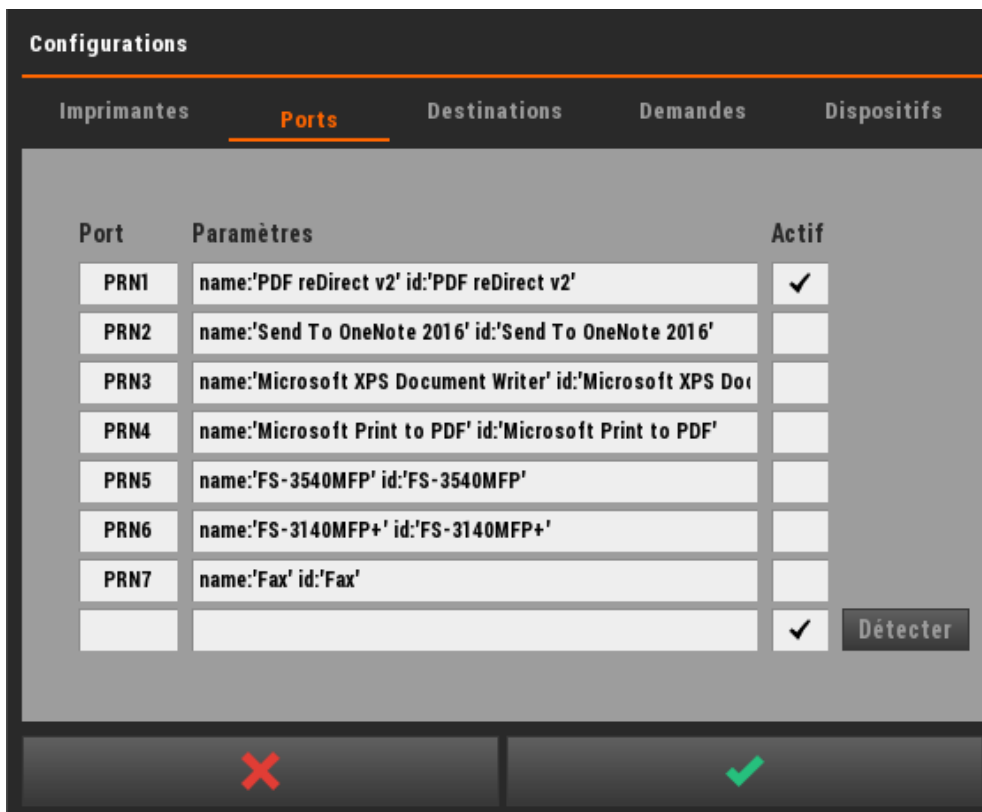 Configurations
Imprimantes Ports Destinations Demandes Dispositifs
Port Paramètres Actif
PRN1 name:'PDF reDirect v2' id:'PDF reDirect v2'
PRN2 name:'Send To OneNote 2016' id:'Send To OneNote 2016'
PRN3 name:'Microsoft XPS Document Writer' id:'Microsoft XPS
PRN4 name:'Microsoft Print to PDF' id:'Microsoft Print to PDF'
PRN5 name:'FS-3540MFP' id:'FS-3540MFP'
PRN6 name:'FS-3140MFP+' id:'FS-3140MFP+'
PRN7 name:'Fax' id:'Fax'
Détecter